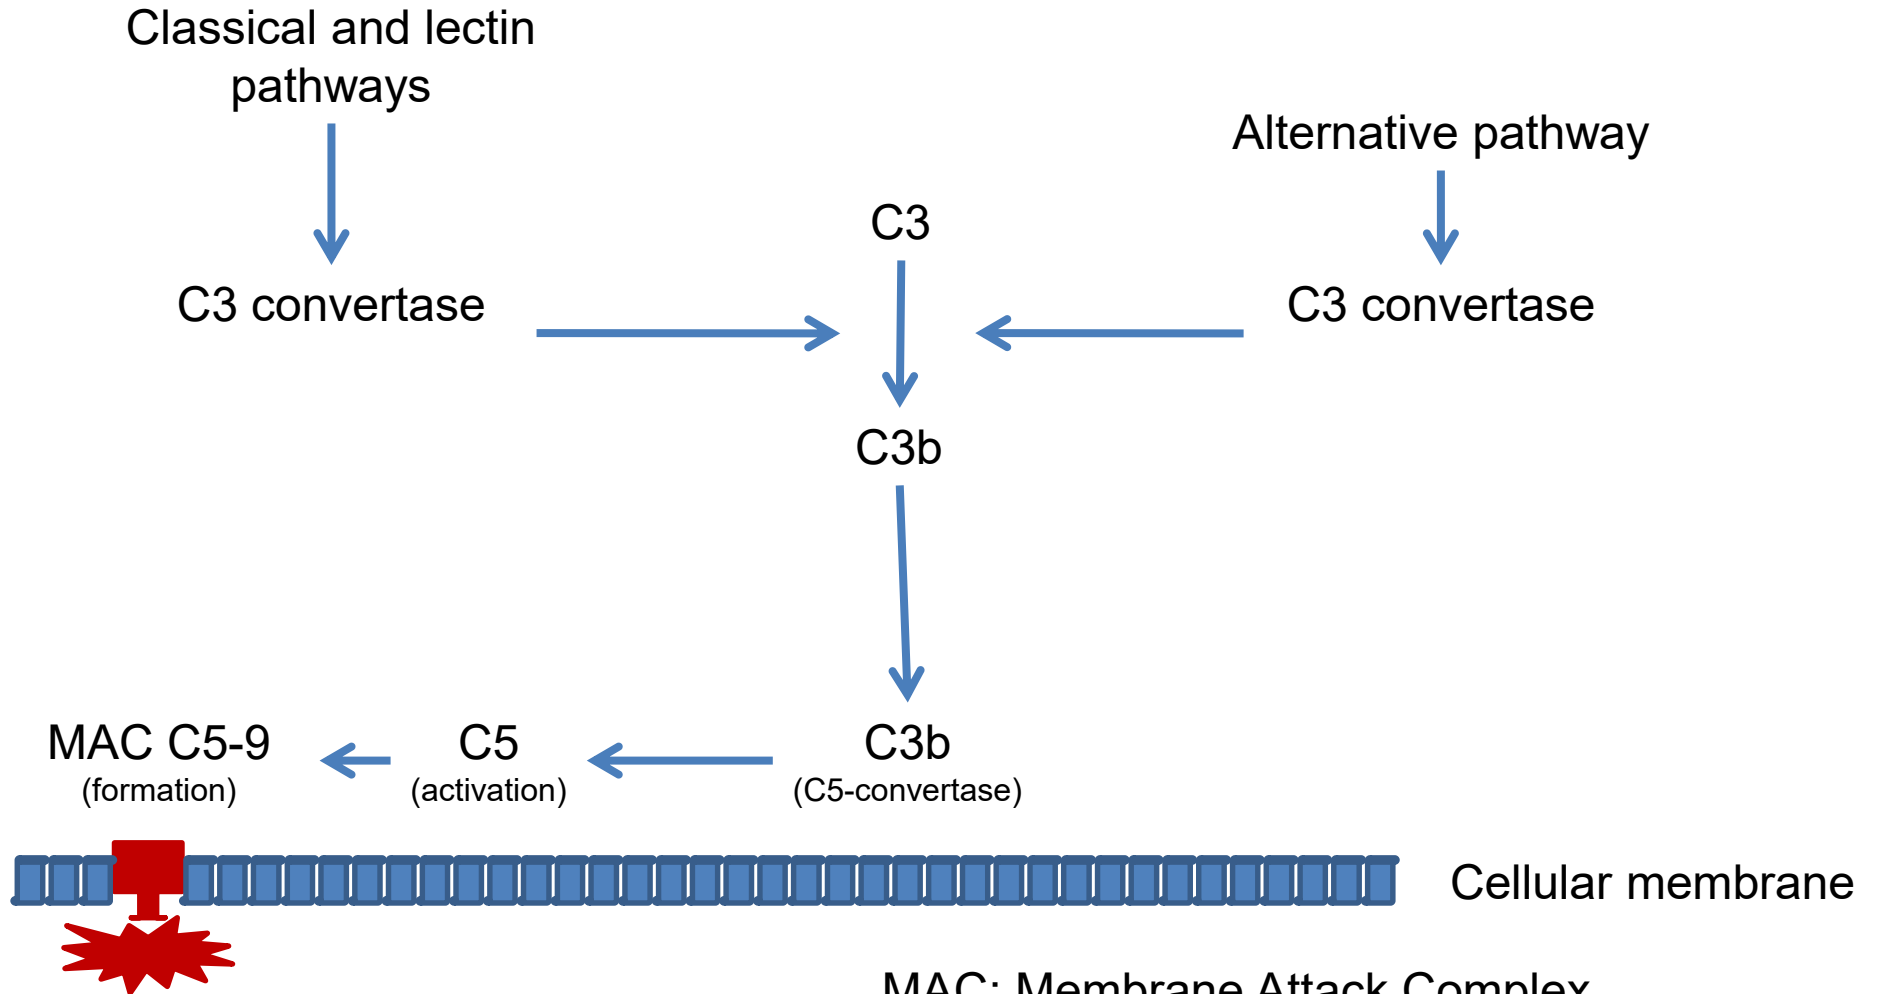 Classical and lectin
pathways
Alternative pathway
C3
C3 convertase
C3 convertase
C3b
MAC C5-9
(formation)
C5
(activation)
C3b
(C5-convertase)
Cellular membrane
MAC: Membrane Attack Complex